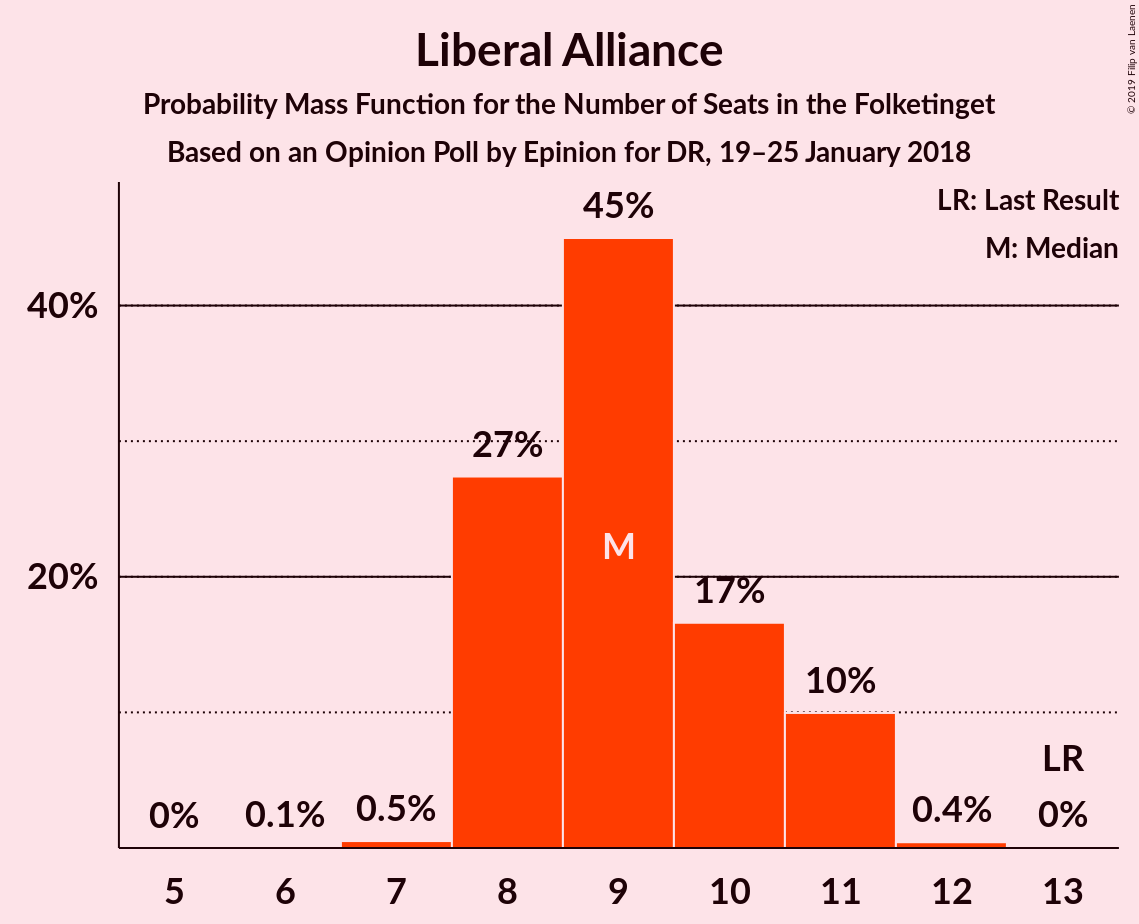 Liberal Alliance
Probability Mass Function for the Number of Seats in the Folketinget
Based on an Opinion Poll by Epinion for DR, 19–25 January 2018
© 2019 Filip van Laenen
LR: Last Result
M: Median
40%
20%
0%
0.1%
0.5%
27%
45%
M
17%
10%
0.4%
LR
0%
5 6 7 8 9 10 11 12 13